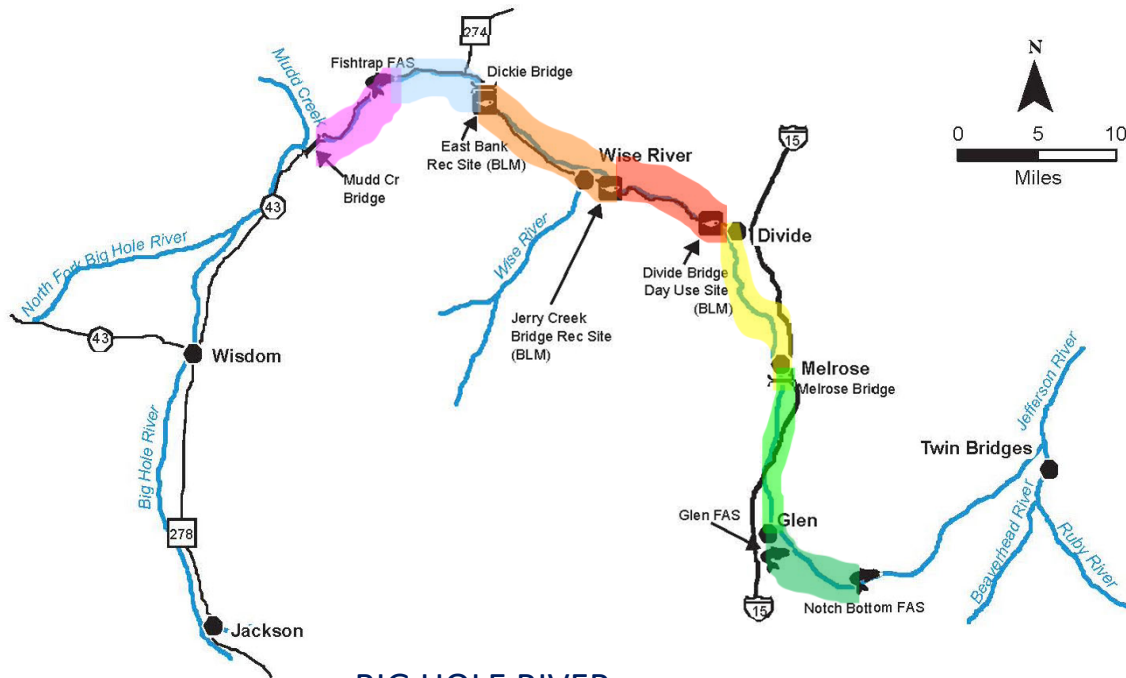 274
Fishtrap FAS
Mudd Creek
Dickie Bridge
N
15
0 5 10
Miles
East Bank
Rec Site (BLM)
Wise River
Mudd Cr
Bridge
43
Divide
North Fork Big Hole River
Wise River
Divide Bridge
Day Use Site
(BLM)
Jerry Creek
Bridge Rec Site
(BLM)
43
Wisdom
Melrose
Melrose Bridge
Jefferson River
Big Hole River
Twin Bridges
Glen FAS
Glen
278
Beaverhead River
Ruby River
15
Notch Bottom FAS
Jackson
BIG HOLE RIVER